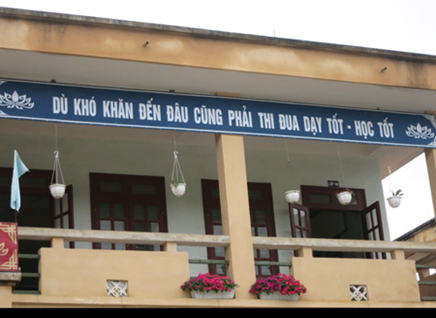 DÙ KHÓ KHĂN ĐẾN ĐÂU CŨNG PHẢI THI ĐUA DẠY TỐT - HỌC TỐT